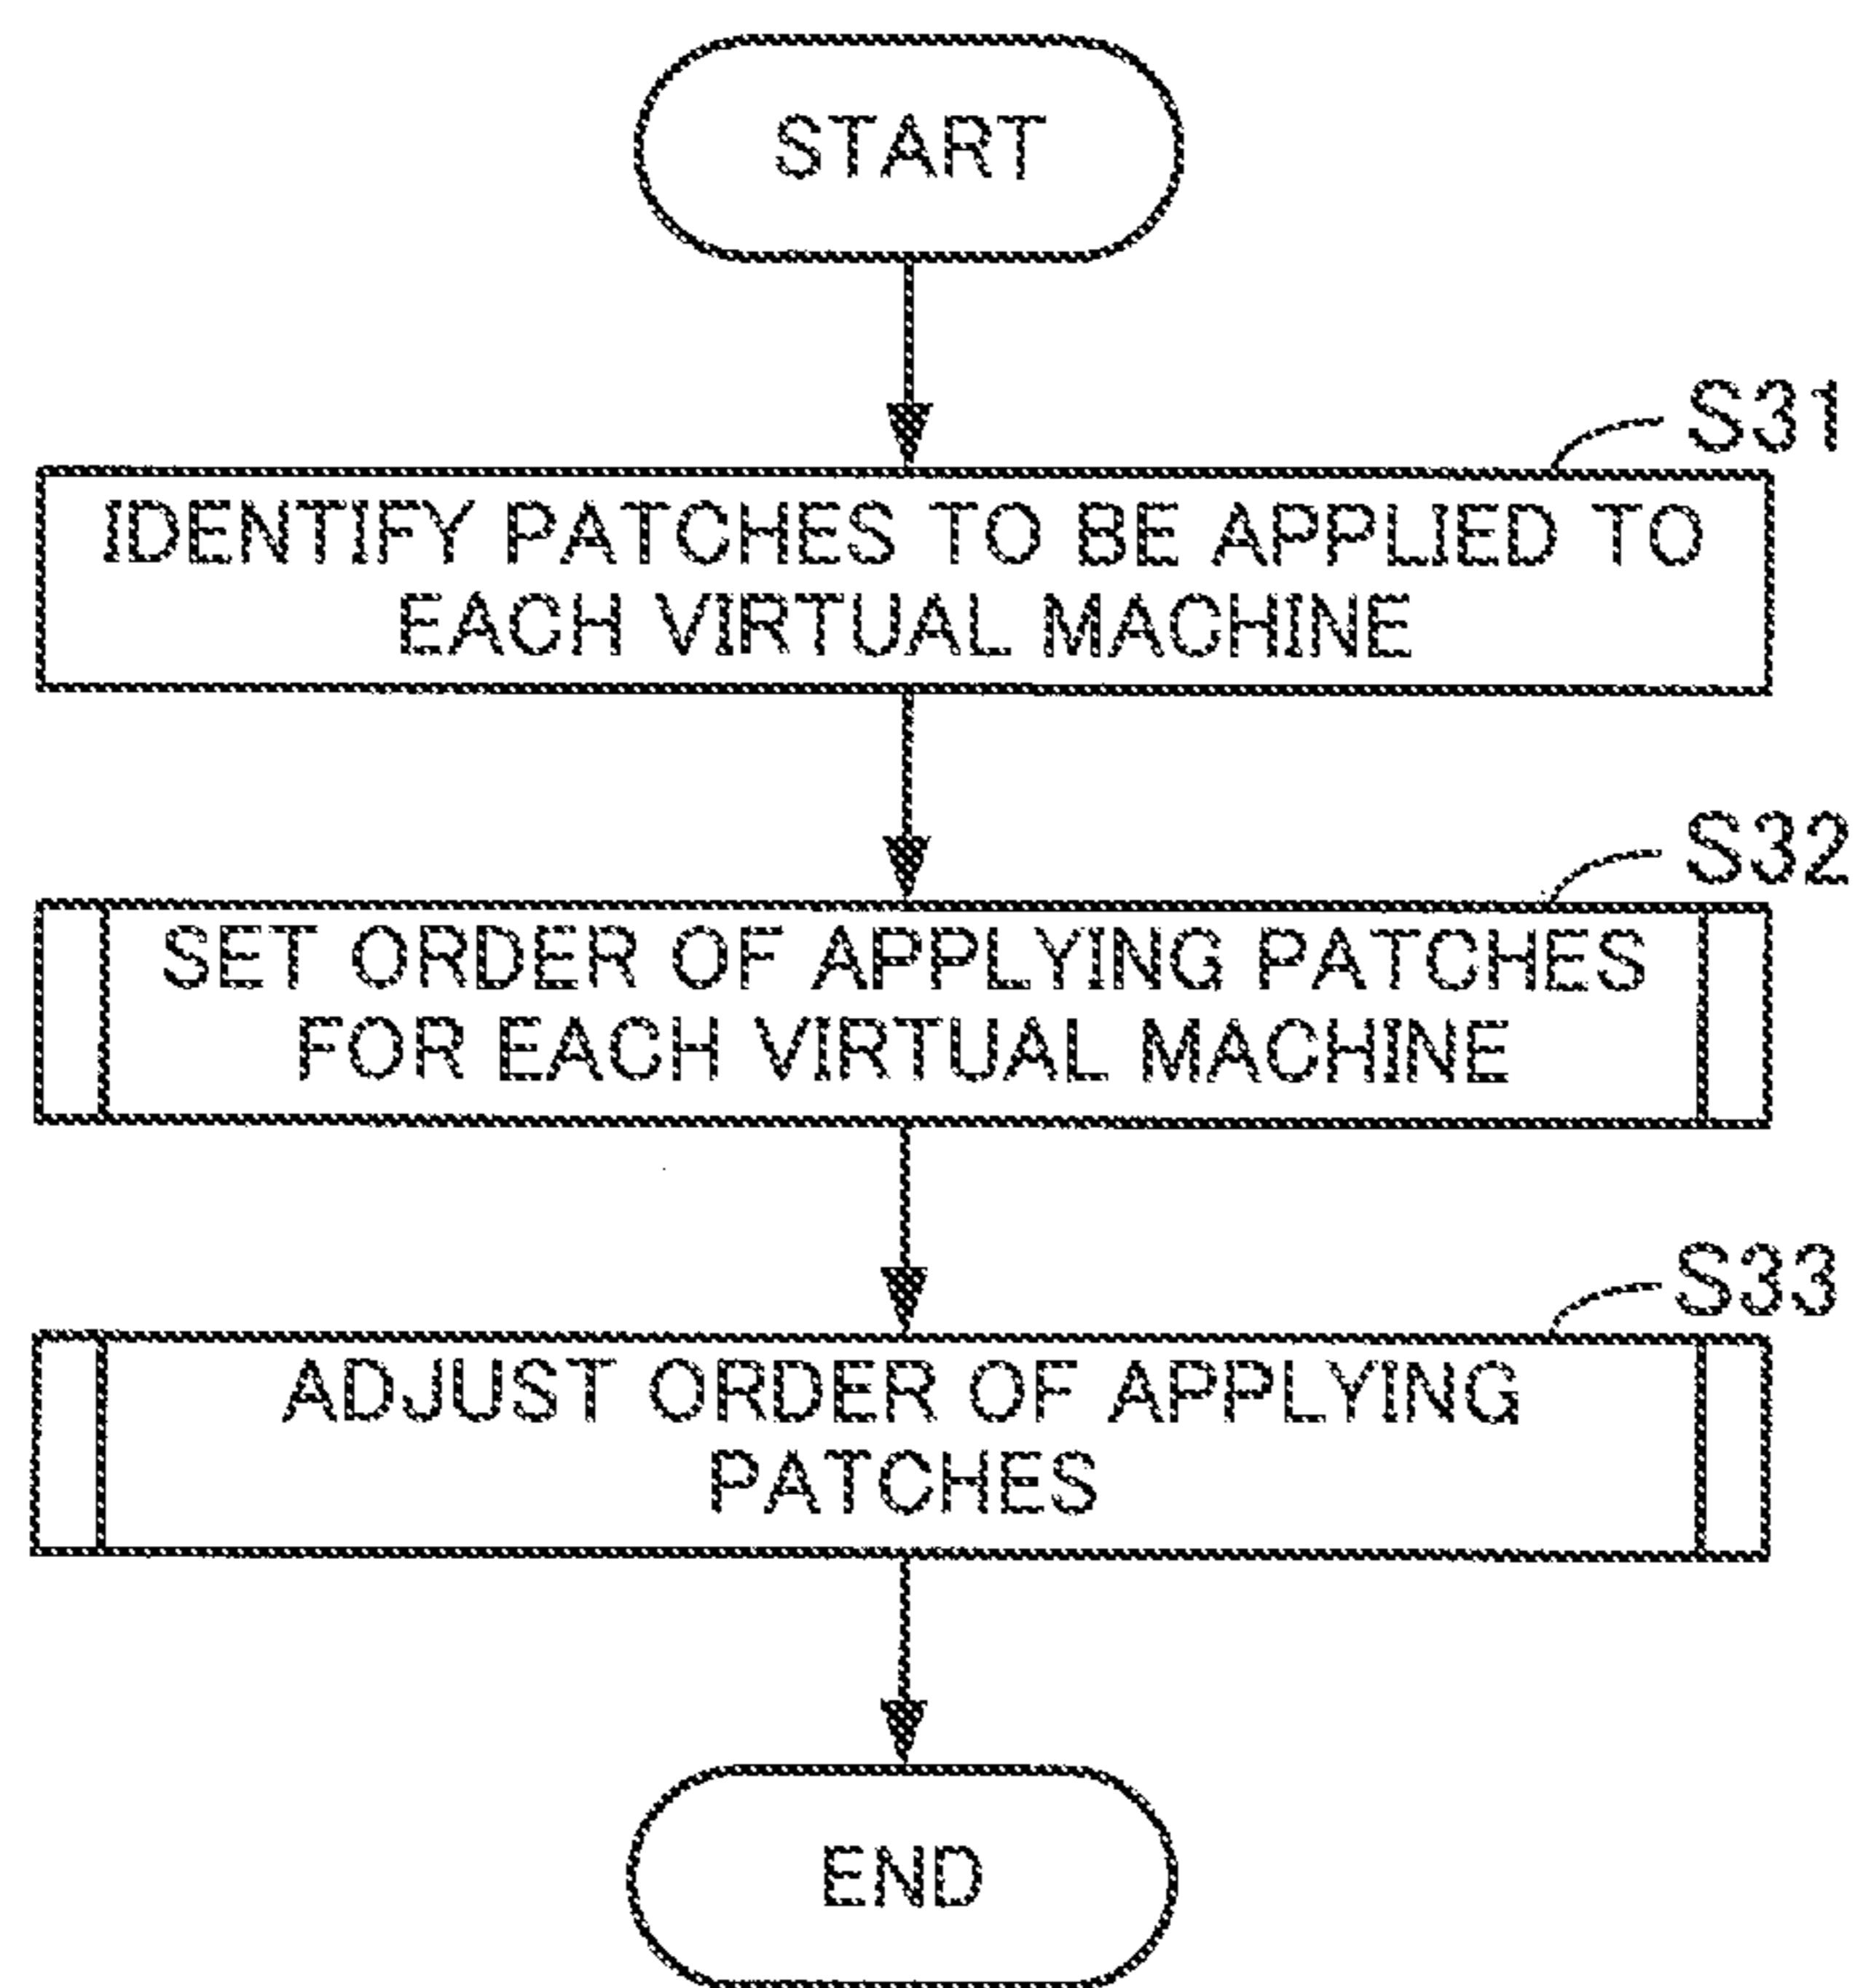 START
S31
IDENTIFY PATCHES TO BE APPLIED TO
EACH VIRTUAL MACHINE
S32
SET ORDER OF APPLYING PATCHES
FOR EACH VIRTUAL MACHINE
S33
ADJUST ORDER OF APPLYING
PATCHES
END